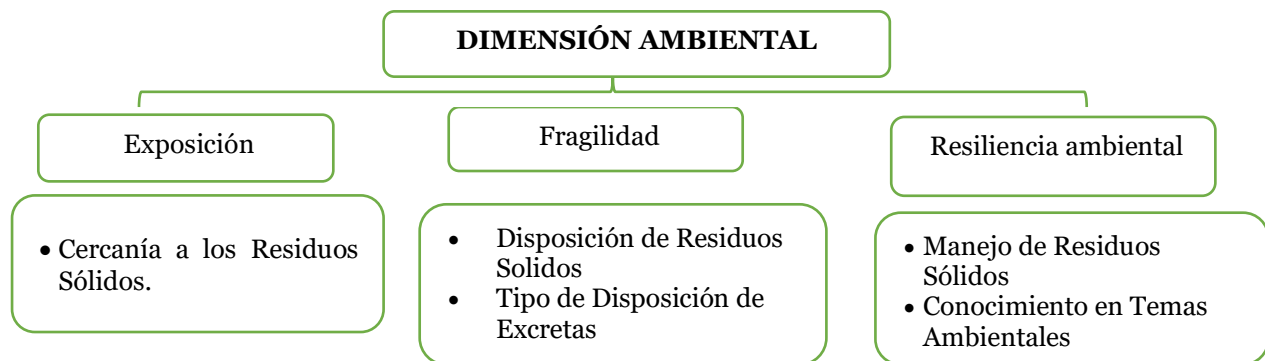 DIMENSIÓN AMBIENTAL
Exposición
• Cercanía a los Residuos
Sólidos.
Fragilidad
• Disposición de Residuos
Solidos
• Tipo de Disposición de
Excretas
Resiliencia ambiental
• Manejo de Residuos
Sólidos
• Conocimiento en Temas
Ambientales